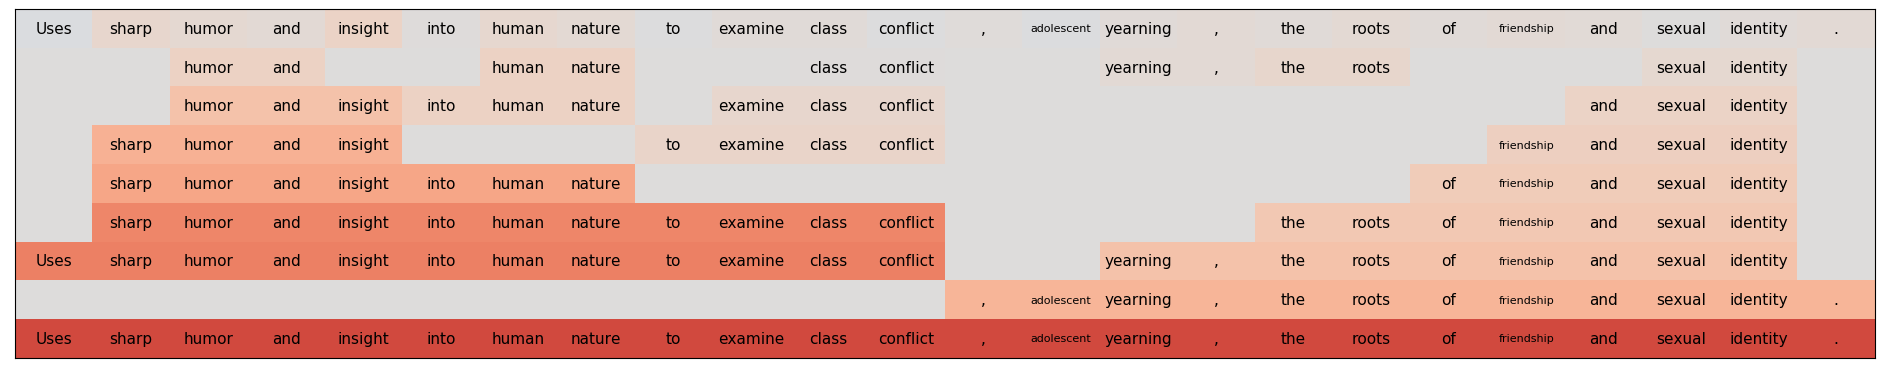 Uses sharp humor and insight into human nature to examine class conflict , adolescent yearning , the roots of friendship and sexual identity .
humor and human nature class conflict yearning , the roots sexual identity
humor and insight into human nature examine class conflict and sexual identity
sharp humor and insight to examine class conflict friendship and sexual identity
sharp humor and insight into human nature of friendship and sexual identity
sharp humor and insight into human nature to examine class conflict the roots of friendship and sexual identity
Uses sharp humor and insight into human nature to examine class conflict yearning , the roots of friendship and sexual identity
, adolescent yearning , the roots of friendship and sexual identity .
Uses sharp humor and insight into human nature to examine class conflict , adolescent yearning , the roots of friendship and sexual identity .